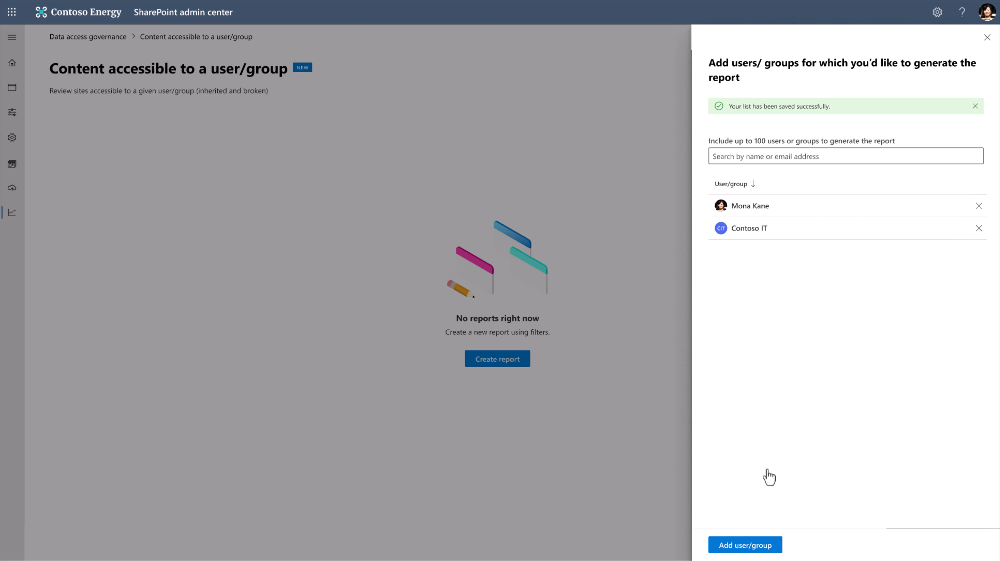 Contoso Energy
SharePoint admin center
Data access governance > Content accessible to a user/group
Content accessible to a user/group
NEW
Review sites accessible to a given user/group (inherited and broken)
No reports right now
Create a new report using filters.
Create report
Add users/ groups for which you’d like to generate the
report
Your list has been saved successfully.
Include up to 100 users or groups to generate the report
Search by name or email address
User/group ↓
Mona Kane
CIT Contoso IT
Add user/group